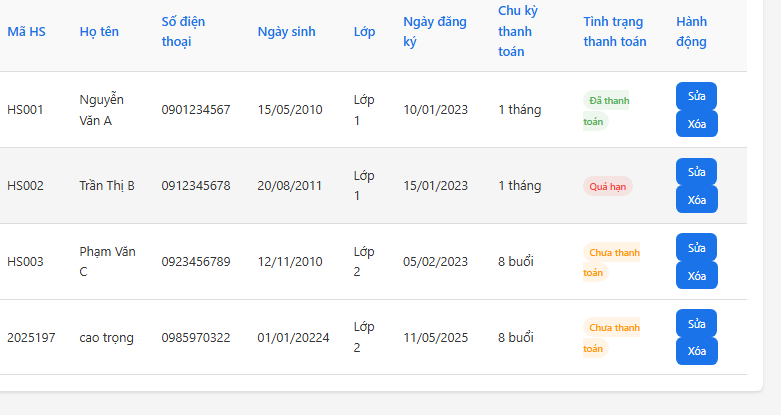 Mã HS Họ tên Số điện thoại Ngày sinh Lớp Ngày đăng ký Chu kỳ thanh toán Tình trạng thanh toán Hành động
HS001 Nguyễn Văn A 0901234567 15/05/2010 Lớp 1 10/01/2023 1 tháng Đã thanh toán Sửa Xóa
HS002 Trần Thị B 0912345678 20/08/2011 Lớp 1 15/01/2023 1 tháng Quá hạn Sửa Xóa
HS003 Phạm Văn C 0923456789 12/11/2010 Lớp 2 05/02/2023 8 buổi Chưa thanh toán Sửa Xóa
2025197 cao trọng 0985970322 01/01/20224 Lớp 2 11/05/2025 8 buổi Chưa thanh toán Sửa Xóa